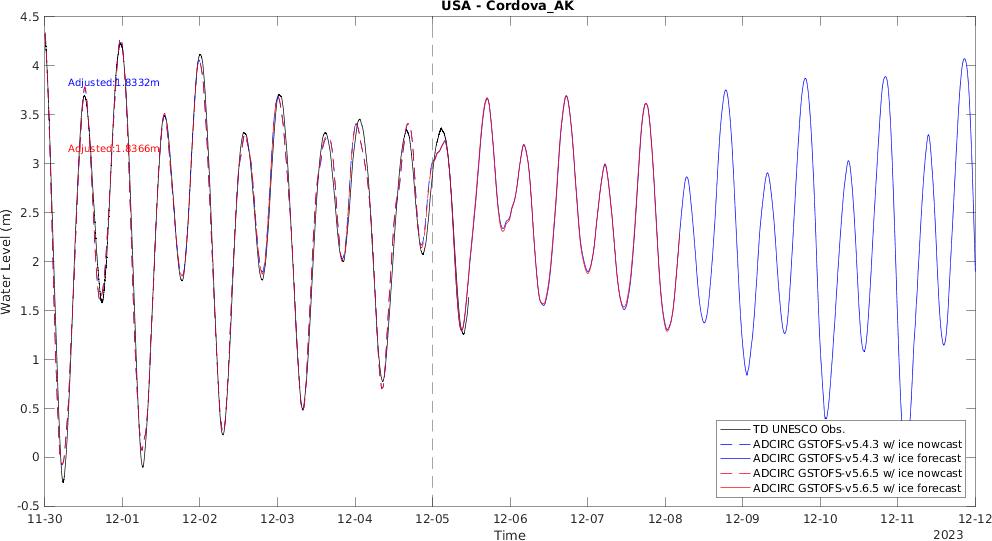 USA - Cordova_AK
4.5
4
3.5
3
2.5
2
1.5
1
0.5
0
-0.5
Water Level (m)
Adjusted:1.8332m
Adjusted:1.8366m
TD UNESCO Obs.
ADCIRC GSTOFS-v5.4.3 w/ ice nowcast
ADCIRC GSTOFS-v5.4.3 w/ ice forecast
ADCIRC GSTOFS-v5.6.5 w/ ice nowcast
ADCIRC GSTOFS-v5.6.5 w/ ice forecast
11-30 12-01 12-02 12-03 12-04 12-05 12-06 12-07 12-08 12-09 12-10 12-11 12-12
Time
2023